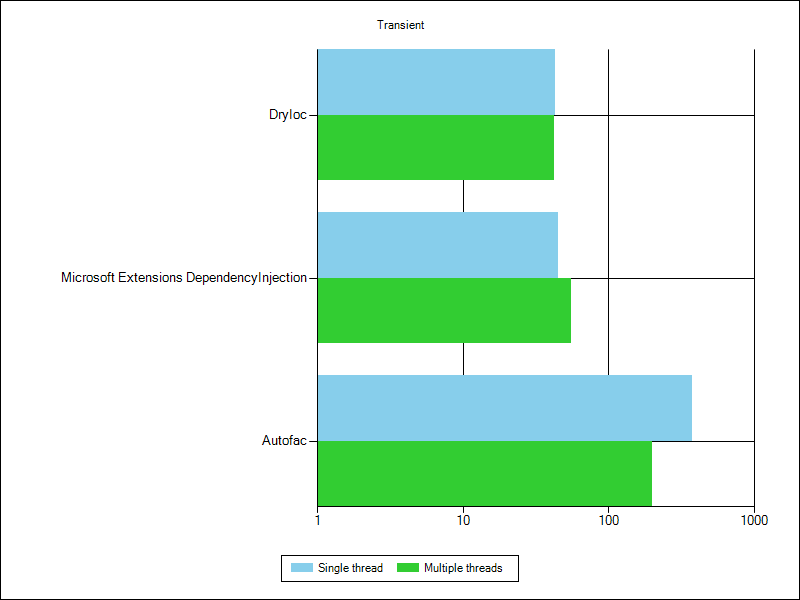 Transient
DryIoc
Microsoft Extensions DependencyInjection
Autofac
1 10 100 1000
Single thread Multiple threads